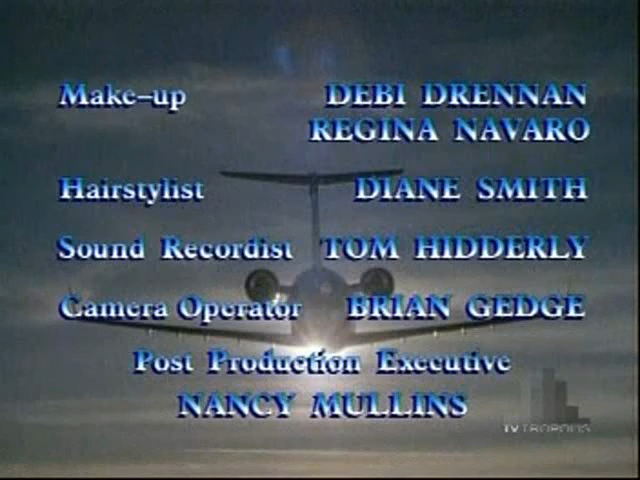 Make-up DEBI DRENNAN
REGINA NAVARO
Hairstylist DIANE SMITH
Sound Recordist TOM HIDDERLY
Camera Operator BRIAN GEDGE
Post Production Executive
NANCY MULLINS
TVTROPOLIS